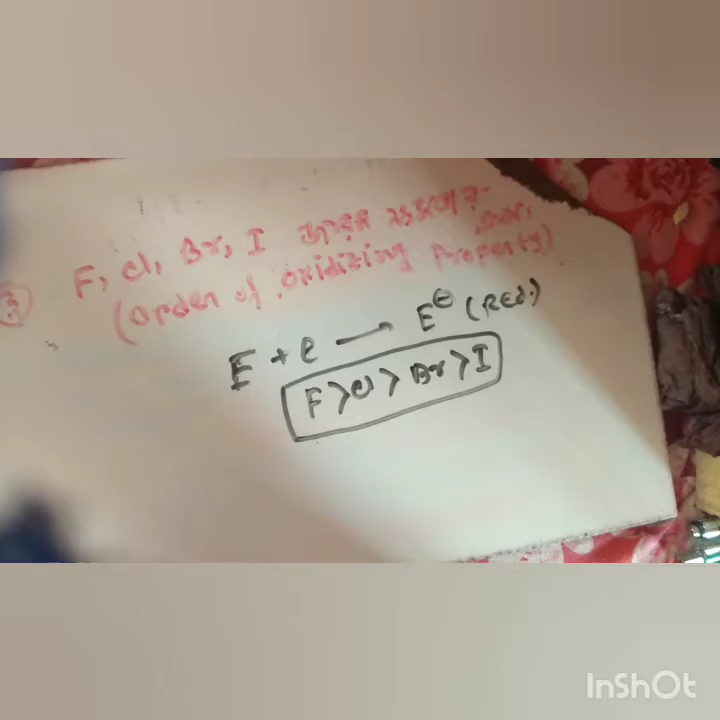 F, Cl, Br, I
(Order of oxidizing Property)
E + e → E⊖ (Red.)
F > Cl > Br > I
InShOt